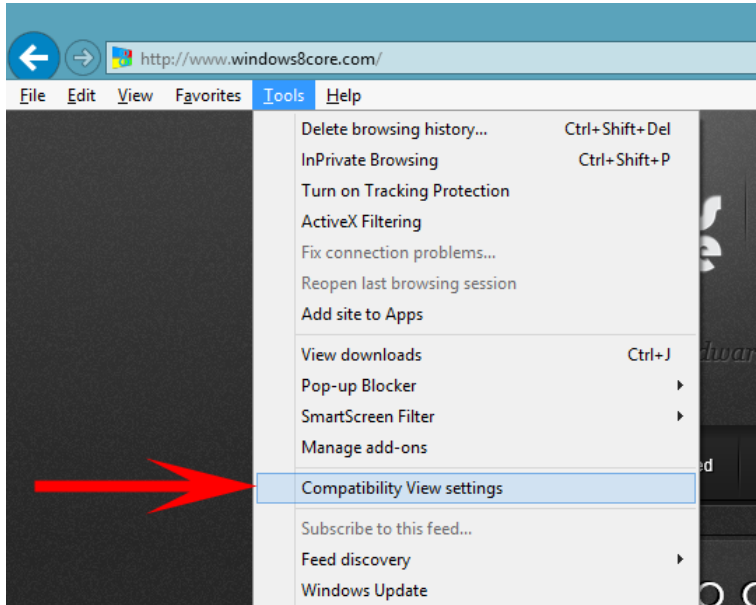 http://www.windows8core.com/
File Edit View Favorites Tools Help
Delete browsing history... Ctrl+Shift+Del
InPrivate Browsing Ctrl+Shift+P
Turn on Tracking Protection
ActiveX Filtering
Fix connection problems...
Reopen last browsing session
Add site to Apps
View downloads Ctrl+J
Pop-up Blocker
SmartScreen Filter
Manage add-ons
Compatibility View settings
Subscribe to this feed...
Feed discovery
Windows Update